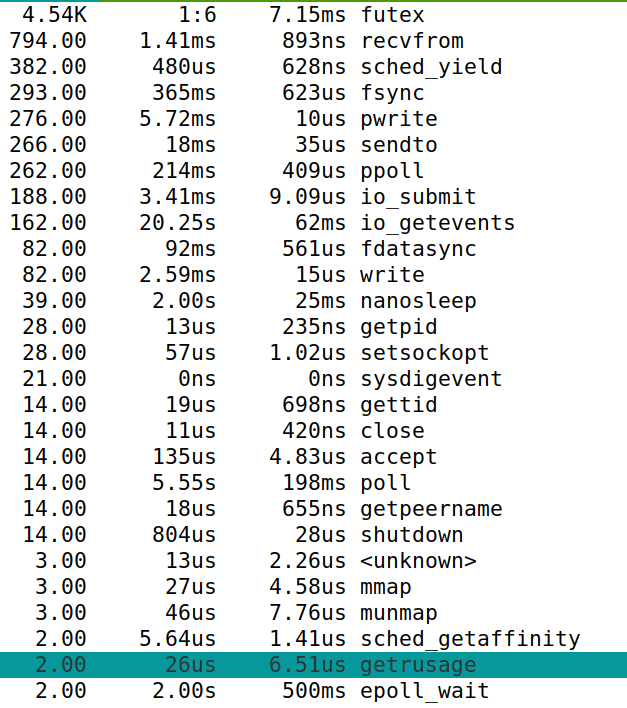 4.54K 1:6 7.15ms futex
794.00 1.41ms 893ns recvfrom
382.00 480us 628ns sched_yield
293.00 365ms 623us fsync
276.00 5.72ms 10us pwrite
266.00 18ms 35us sendto
262.00 214ms 409us ppoll
188.00 3.41ms 9.09us io_submit
162.00 20.25s 62ms io_getevents
82.00 92ms 561us fdatasync
82.00 2.59ms 15us write
39.00 2.00s 25ms nanosleep
28.00 13us 235ns getpid
28.00 57us 1.02us setsockopt
21.00 0ns 0ns sysdigevent
14.00 19us 698ns gettid
14.00 11us 420ns close
14.00 135us 4.83us accept
14.00 5.55s 198ms poll
14.00 18us 655ns getpeername
14.00 804us 28us shutdown
3.00 13us 2.26us <unknown>
3.00 27us 4.58us mmap
3.00 46us 7.76us munmap
2.00 5.64us 1.41us sched_getaffinity
2.00 26us 6.51us getrusage
2.00 2.00s 500ms epoll_wait